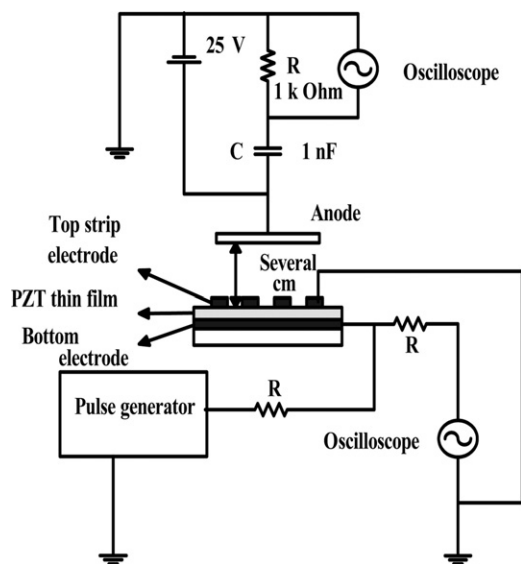 25 V
R
1 k Ohm
Oscilloscope
C
1 nF
Anode
Top strip
electrode
Several
cm
PZT thin film
Bottom
electrode
R
R
Pulse generator
Oscilloscope